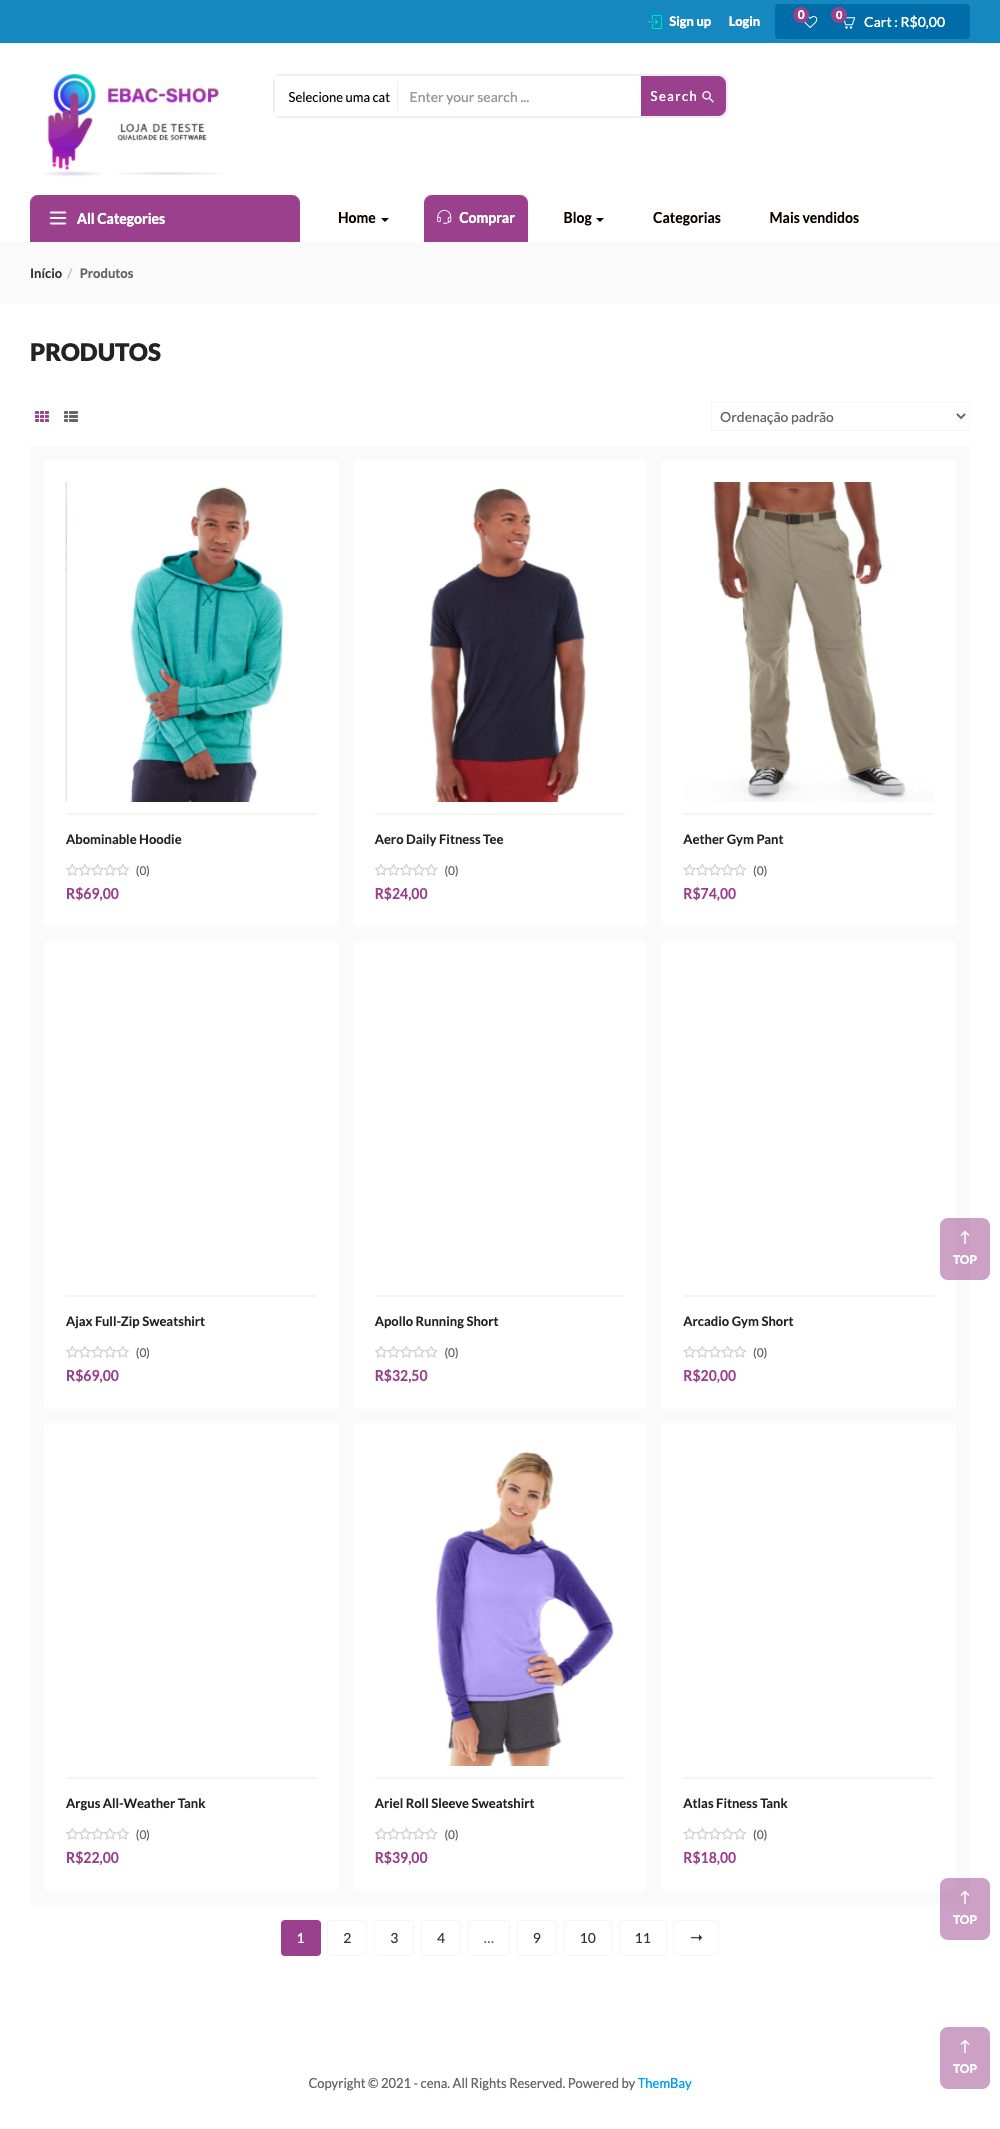 Sign up
Login
0
0
Cart : R$0,00
EBAC-SHOP
LOJA DE TESTE
QUALIDADE DE SOFTWARE
Selecione uma cat
Enter your search ...
Search
All Categories
Home
Comprar
Blog
Categorias
Mais vendidos
Início / Produtos
PRODUTOS
Ordenação padrão
Abominable Hoodie
(0)
R$69,00
Aero Daily Fitness Tee
(0)
R$24,00
Aether Gym Pant
(0)
R$74,00
Ajax Full-Zip Sweatshirt
(0)
R$69,00
Apollo Running Short
(0)
R$32,50
Arcadio Gym Short
(0)
R$20,00
TOP
Argus All-Weather Tank
(0)
R$22,00
Ariel Roll Sleeve Sweatshirt
(0)
R$39,00
Atlas Fitness Tank
(0)
R$18,00
TOP
1 2 3 4 ... 9 10 11 →
TOP
Copyright © 2021 - cena. All Rights Reserved. Powered by ThemBay